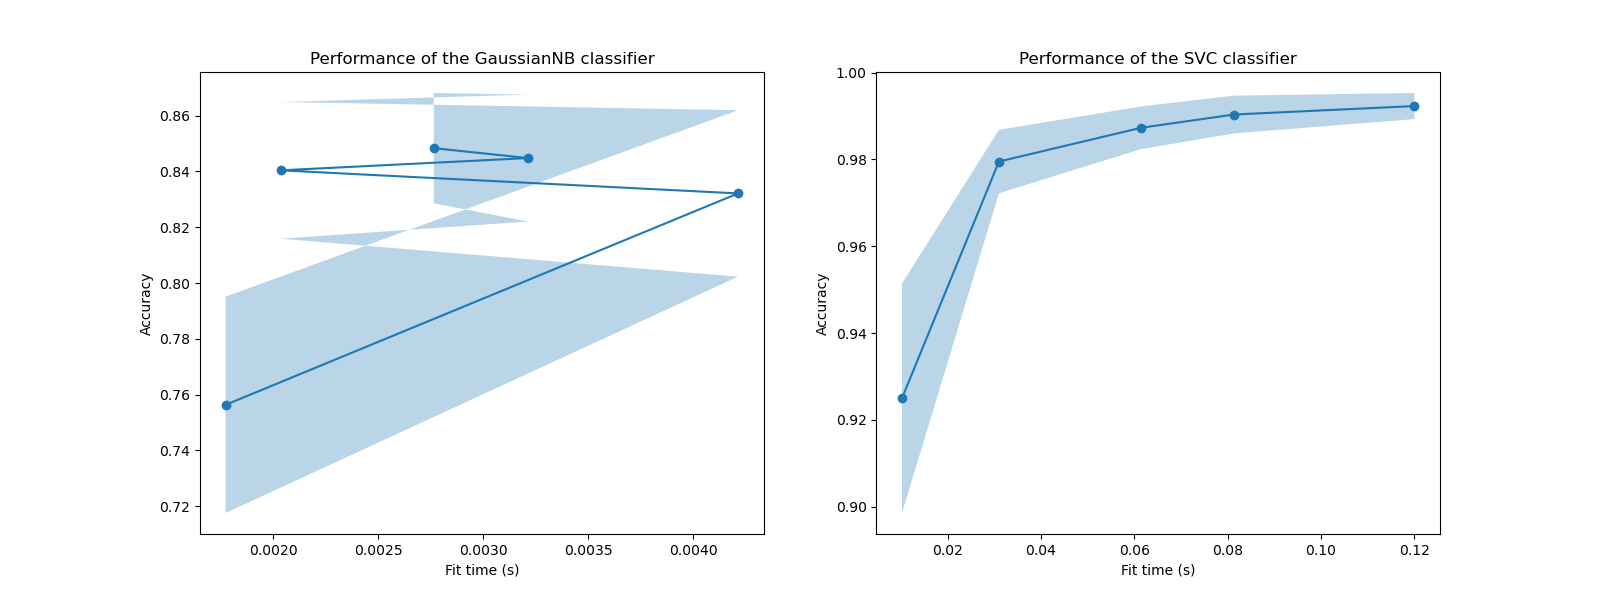 Performance of the GaussianNB classifier
Accuracy
0.86
0.84
0.82
0.80
0.78
0.76
0.74
0.72
0.0020 0.0025 0.0030 0.0035 0.0040
Fit time (s)
Performance of the SVC classifier
Accuracy
1.00
0.98
0.96
0.94
0.92
0.90
0.02 0.04 0.06 0.08 0.10 0.12
Fit time (s)